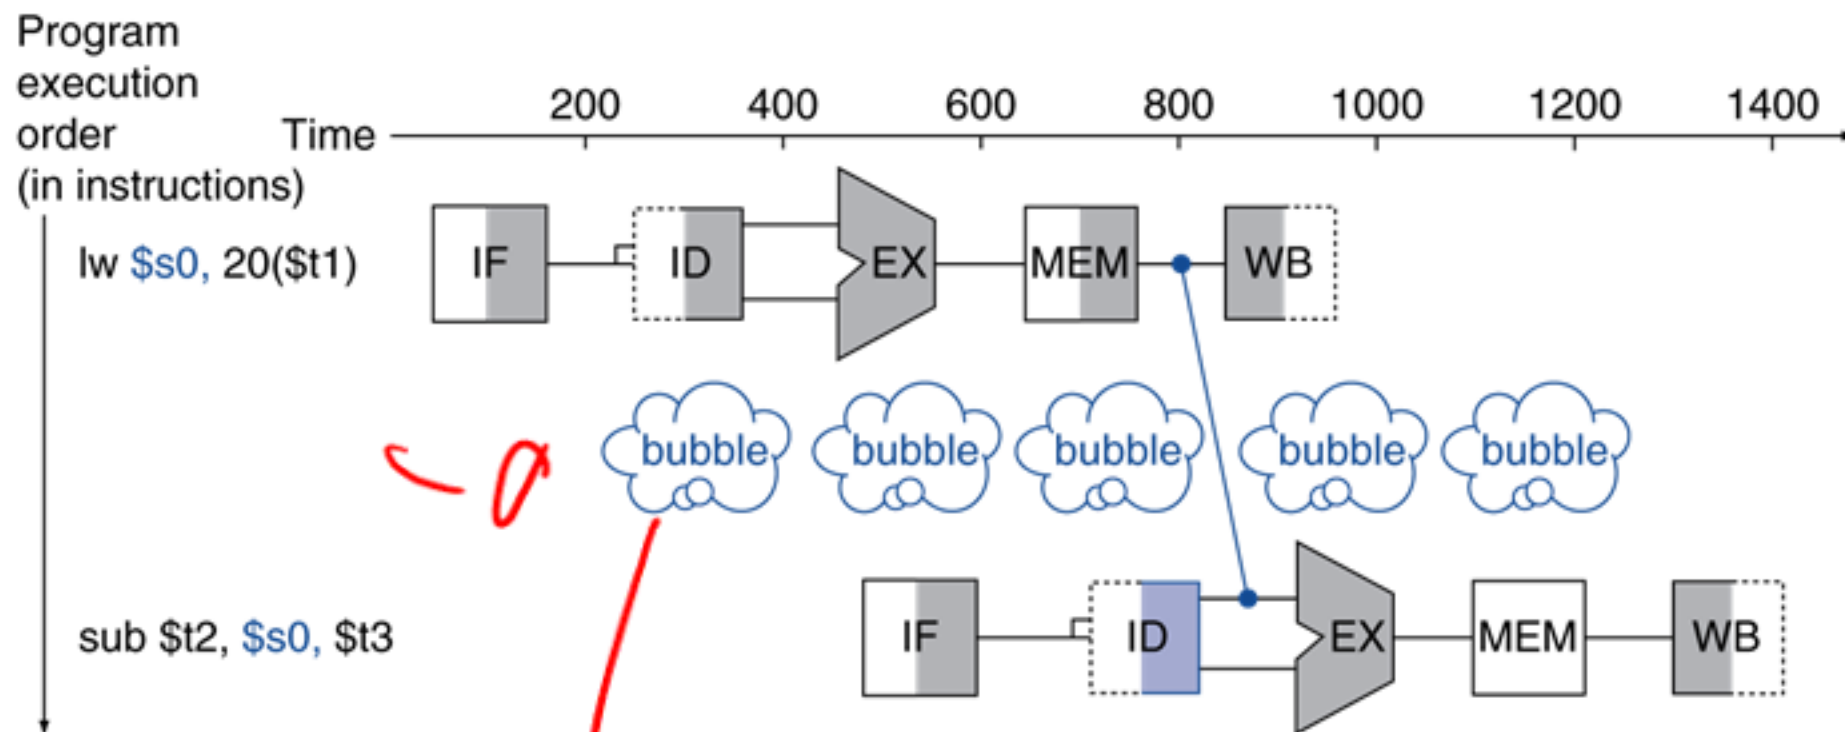 Program
execution
order
(in instructions)
Time
200 400 600 800 1000 1200 1400
lw $s0, 20($t1)
IF ID EX MEM WB
bubble bubble bubble bubble bubble
sub $t2, $s0, $t3
IF ID EX MEM WB